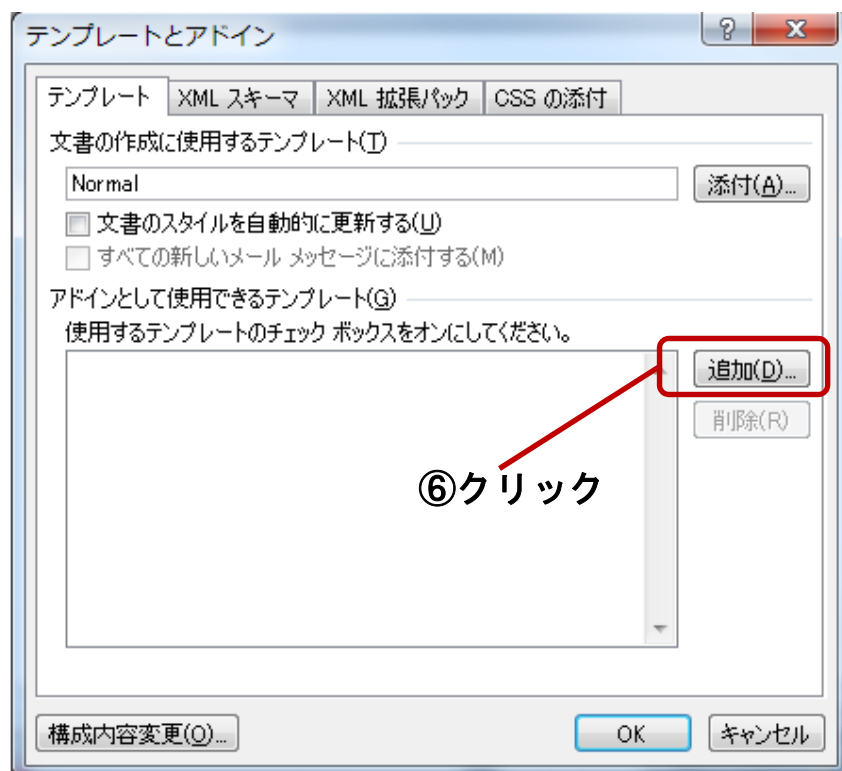 テンプレートとアドイン
テンプレート XML スキーマ XML 拡張パック CSS の添付
文書の作成に使用するテンプレート(T)
Normal 添付(A)...
文書のスタイルを自動的に更新する(U)
すべての新しいメール メッセージに添付する(M)
アドインとして使用できるテンプレート(G)
使用するテンプレートのチェック ボックスをオンにしてください。
追加(D)...
削除(R)
⑥クリック
構成内容変更(O)... OK キャンセル